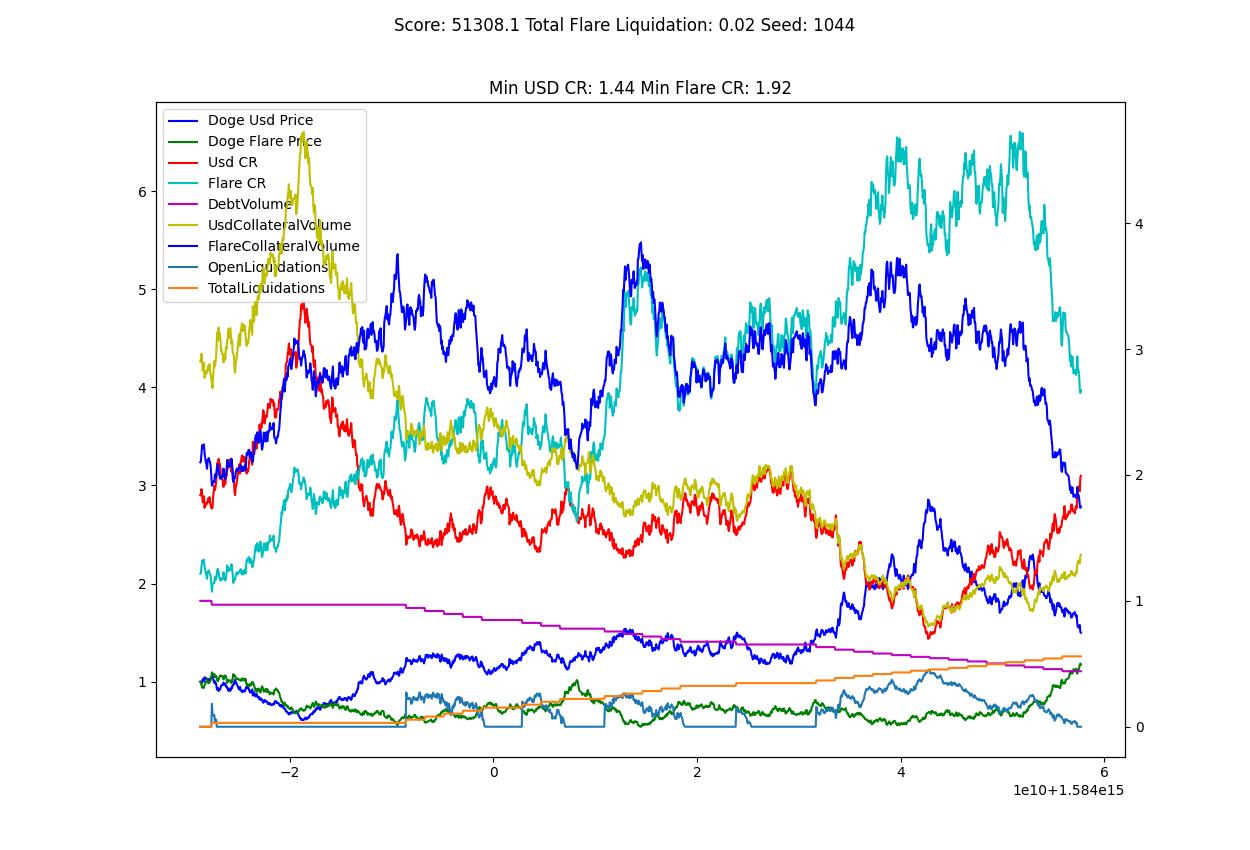 Score: 51308.1 Total Flare Liquidation: 0.02 Seed: 1044
Min USD CR: 1.44 Min Flare CR: 1.92
Doge Usd Price
Doge Flare Price
Usd CR
Flare CR
DebtVolume
UsdCollateralVolume
FlareCollateralVolume
OpenLiquidations
TotalLiquidations
6
5
4
3
2
1
4
3
2
1
0
−2
0
2
4
6
1e10+1.584e15